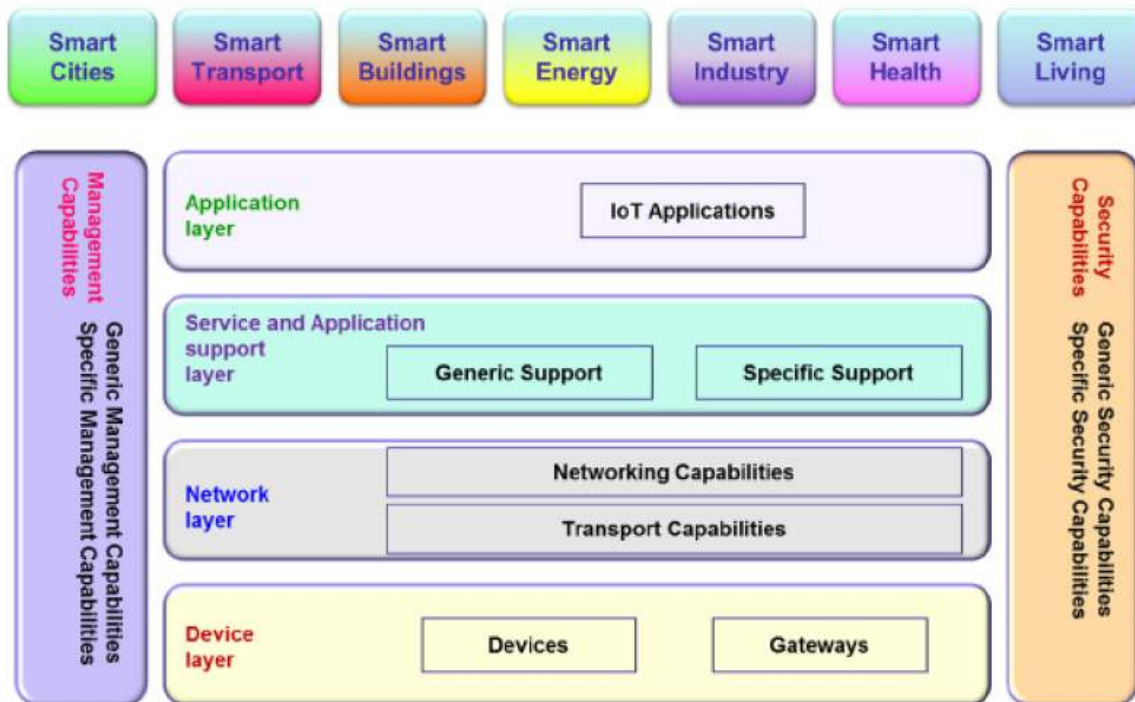 Smart
Cities
Smart
Transport
Smart
Buildings
Smart
Energy
Smart
Industry
Smart
Health
Smart
Living
Management
Capabilities
Generic Management Capabilities
Specific Management Capabilities
Application
layer
IoT Applications
Service and Application
support
layer
Generic Support
Specific Support
Network
layer
Networking Capabilities
Transport Capabilities
Device
layer
Devices
Gateways
Security
Capabilities
Generic Security Capabilities
Specific Security Capabilities